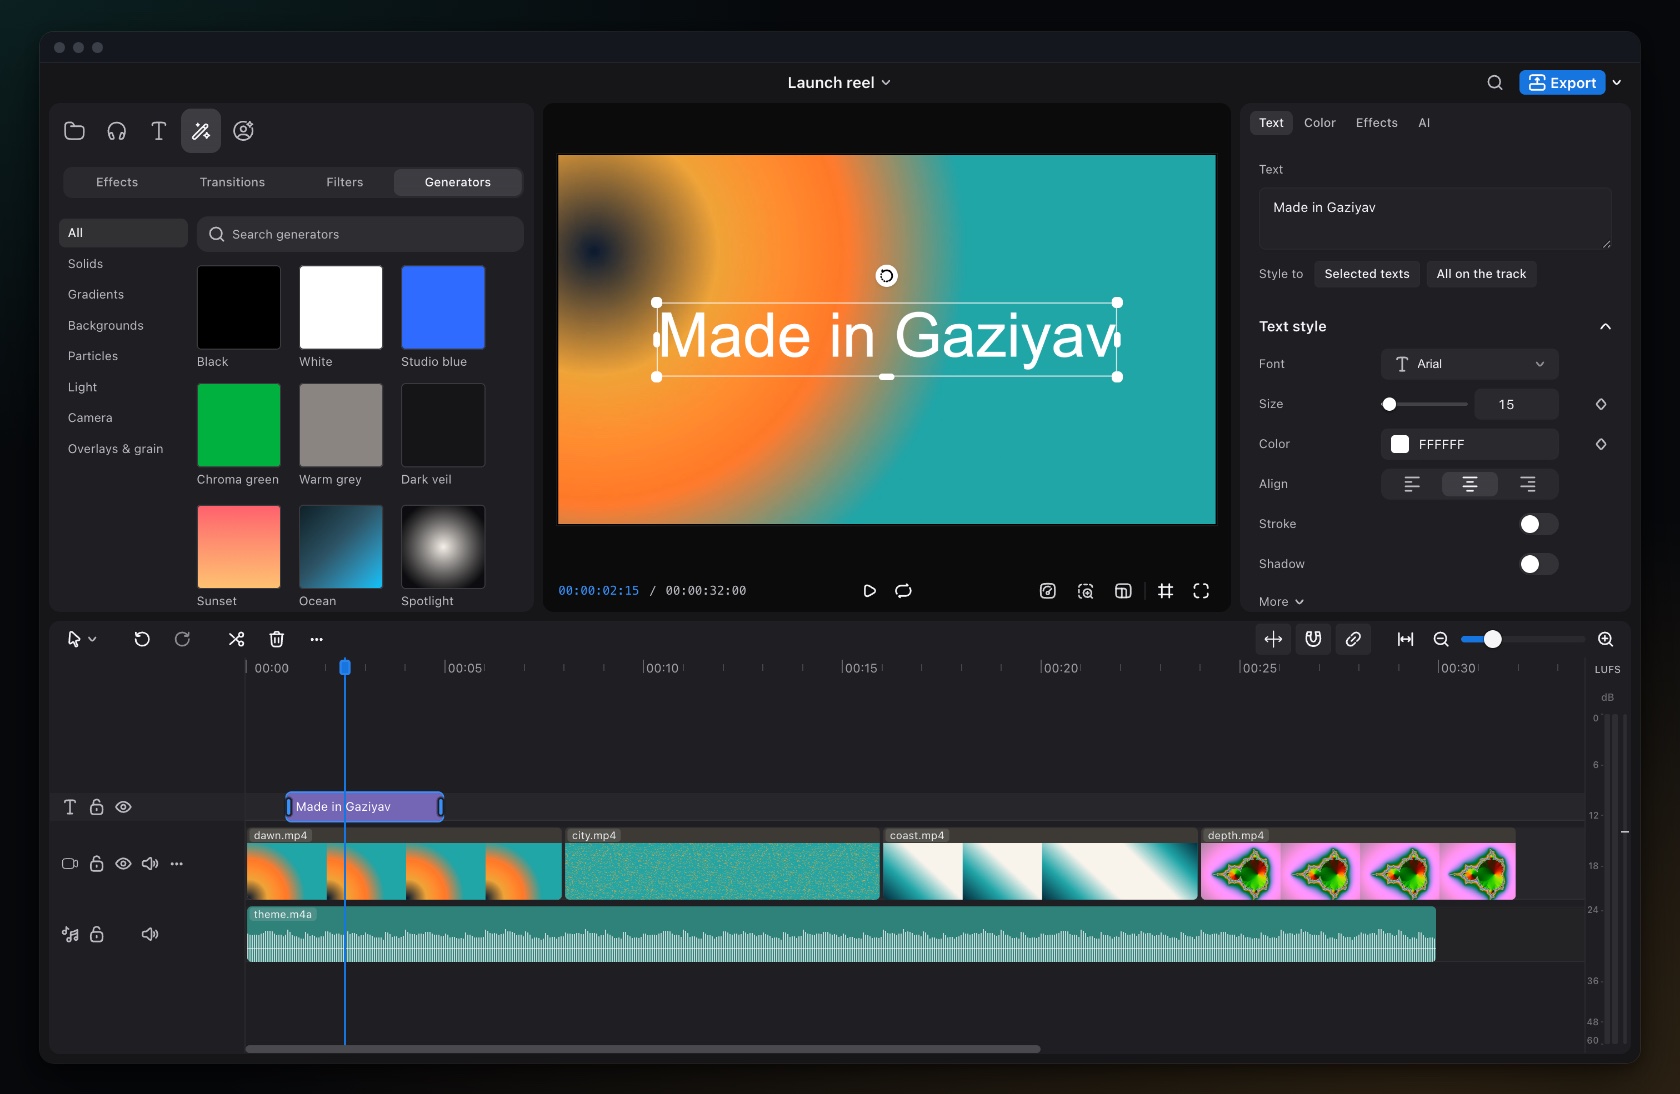 Launch reel
Export
Effects
Transitions
Filters
Generators
All
Solids
Gradients
Backgrounds
Particles
Light
Camera
Overlays & grain
Search generators
Black
White
Studio blue
Chroma green
Warm grey
Dark veil
Sunset
Ocean
Spotlight
Made in Gaziyav
00:00:02:15 / 00:00:32:00
Text
Color
Effects
AI
Text
Made in Gaziyav
Style to
Selected texts
All on the track
Text style
Font
Arial
Size
15
Color
FFFFFF
Align
Stroke
Shadow
More
00:00
00:05
00:10
00:15
00:20
00:25
00:30
LUFS
dB
0
6
12
18
24
36
48
60
Made in Gaziyav
dawn.mp4
city.mp4
coast.mp4
depth.mp4
theme.m4a